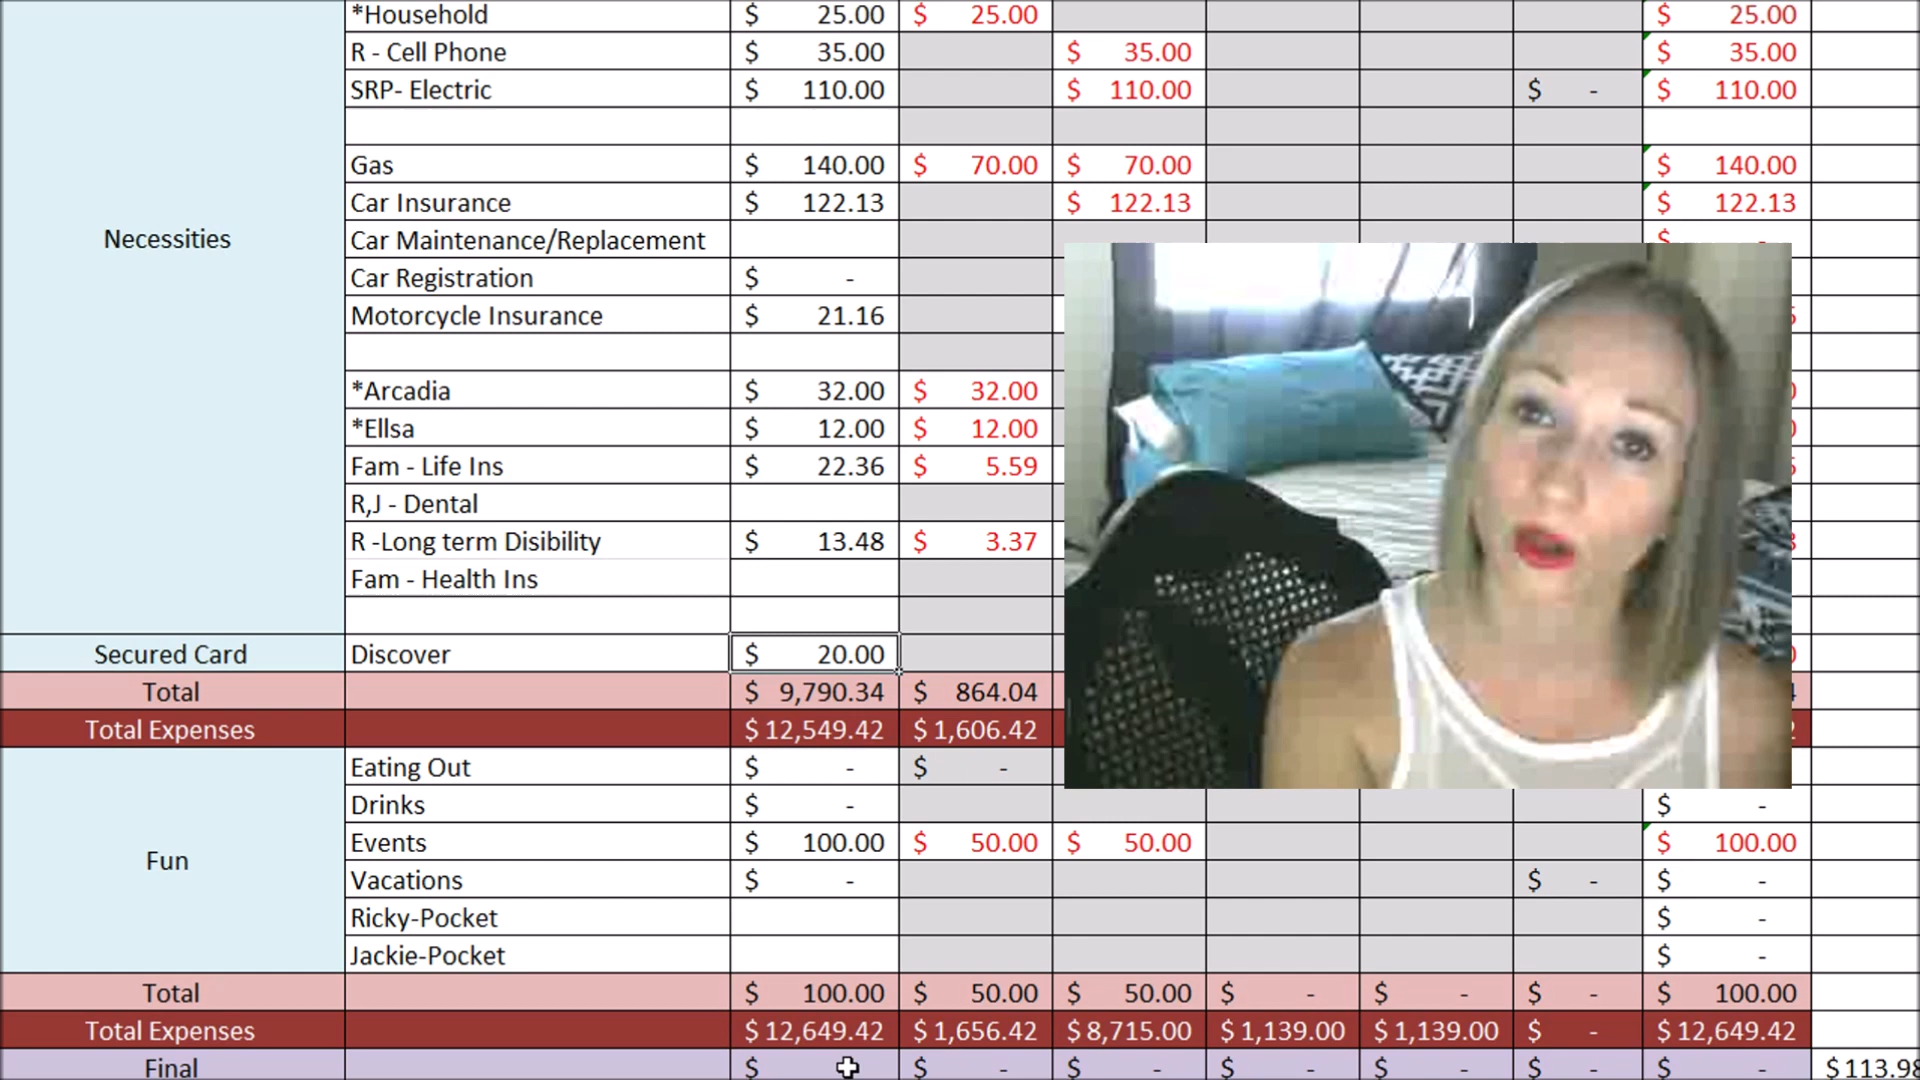 *Household $ 25.00 $ 25.00 $ 25.00
R - Cell Phone $ 35.00 $ 35.00 $ 35.00
SRP- Electric $ 110.00 $ 110.00 $ - $ 110.00
Gas $ 140.00 $ 70.00 $ 70.00 $ 140.00
Car Insurance $ 122.13 $ 122.13 $ 122.13
Necessities
Car Maintenance/Replacement
Car Registration $ -
Motorcycle Insurance $ 21.16
*Arcadia $ 32.00 $ 32.00
*Ellsa $ 12.00 $ 12.00
Fam - Life Ins $ 22.36 $ 5.59
R,J - Dental
R -Long term Disibility $ 13.48 $ 3.37
Fam - Health Ins
Secured Card Discover $ 20.00
Total $ 9,790.34 $ 864.04
Total Expenses $ 12,549.42 $ 1,606.42
Eating Out $ - $ -
Drinks $ - $ -
Events $ 100.00 $ 50.00 $ 50.00 $ 100.00
Fun
Vacations $ - $ - $ -
Ricky-Pocket $ -
Jackie-Pocket $ -
Total $ 100.00 $ 50.00 $ 50.00 $ - $ - $ - $ 100.00
Total Expenses $ 12,649.42 $ 1,656.42 $ 8,715.00 $ 1,139.00 $ 1,139.00 $ - $ 12,649.42
Final $ $ - $ - $ - $ - $ - $ - $113.98